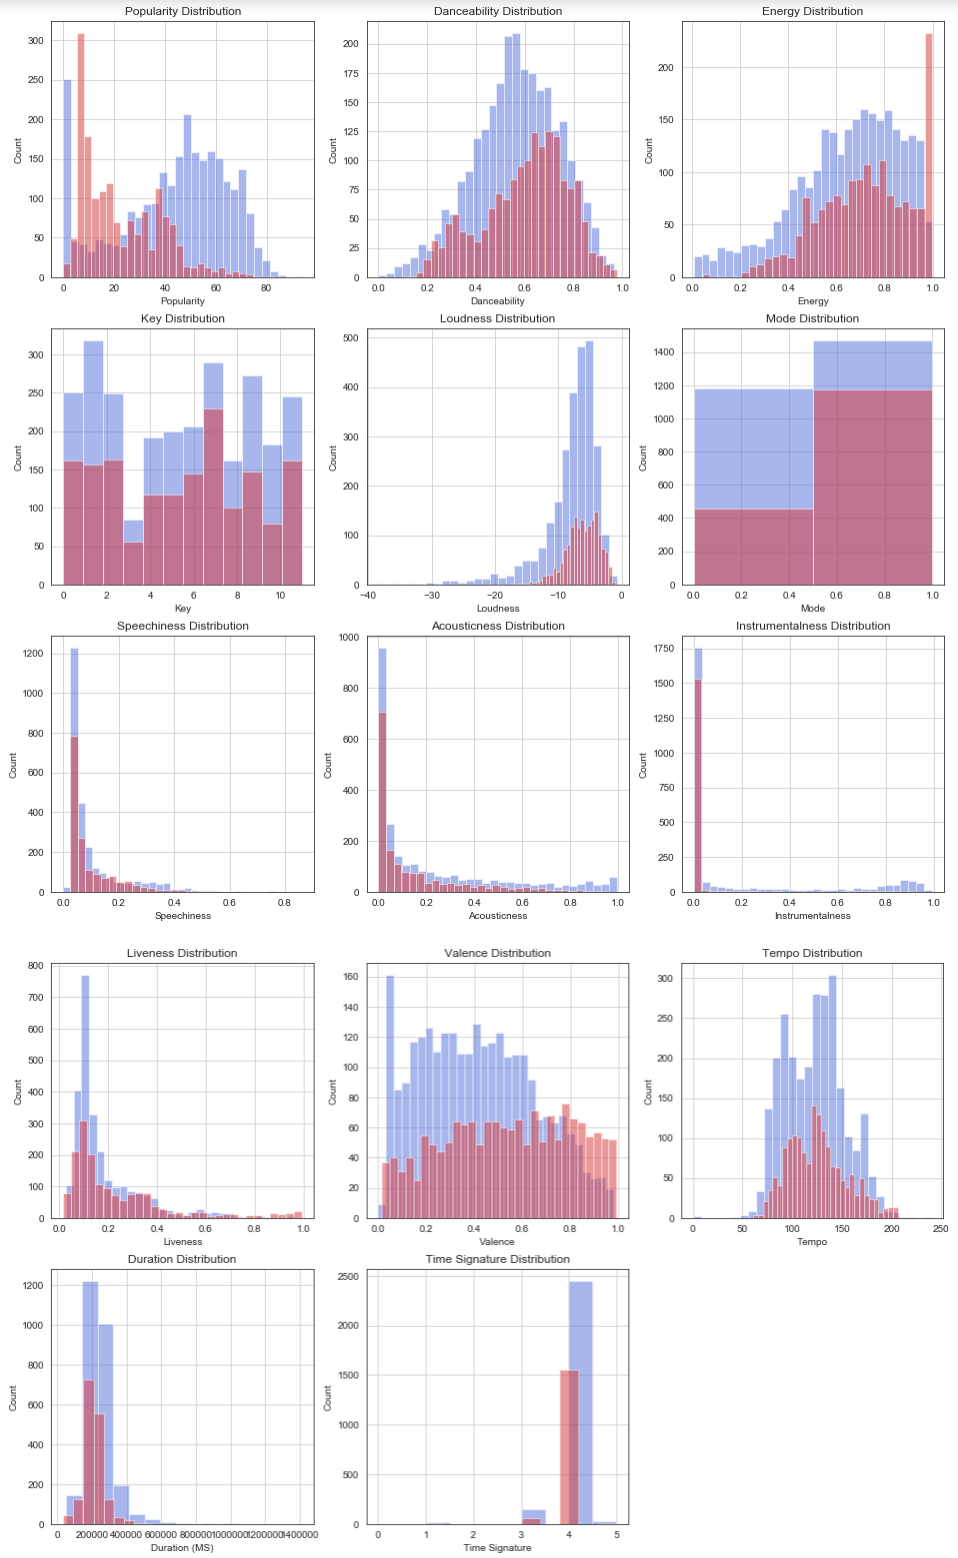 Popularity Distribution
Danceability Distribution
Energy Distribution
Count
300
250
200
150
100
50
0
0 20 40 60 80
Popularity
Count
200
175
150
125
100
75
50
25
0
0.0 0.2 0.4 0.6 0.8 1.0
Danceability
Count
200
150
100
50
0
0.0 0.2 0.4 0.6 0.8 1.0
Energy
Key Distribution
Loudness Distribution
Mode Distribution
Count
300
250
200
150
100
50
0
0 2 4 6 8 10
Key
Count
500
400
300
200
100
0
−40 −30 −20 −10 0
Loudness
Count
1400
1200
1000
800
600
400
200
0
0.0 0.2 0.4 0.6 0.8 1.0
Mode
Speechiness Distribution
Acousticness Distribution
Instrumentalness Distribution
Count
1200
1000
800
600
400
200
0
0.0 0.2 0.4 0.6 0.8
Speechiness
Count
1000
800
600
400
200
0
0.0 0.2 0.4 0.6 0.8 1.0
Acousticness
Count
1750
1500
1250
1000
750
500
250
0
0.0 0.2 0.4 0.6 0.8 1.0
Instrumentalness
Liveness Distribution
Valence Distribution
Tempo Distribution
Count
800
700
600
500
400
300
200
100
0
0.0 0.2 0.4 0.6 0.8 1.0
Liveness
Count
160
140
120
100
80
60
40
20
0
0.0 0.2 0.4 0.6 0.8 1.0
Valence
Count
300
250
200
150
100
50
0
0 50 100 150 200 250
Tempo
Duration Distribution
Time Signature Distribution
Count
1200
1000
800
600
400
200
0
0 200000 400000 600000 800000 1000000 1200000 1400000
Duration (MS)
Count
2500
2000
1500
1000
500
0
0 1 2 3 4 5
Time Signature